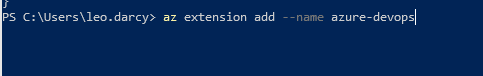 }
PS C:\Users\leo.darcy> az extension add --name azure-devops